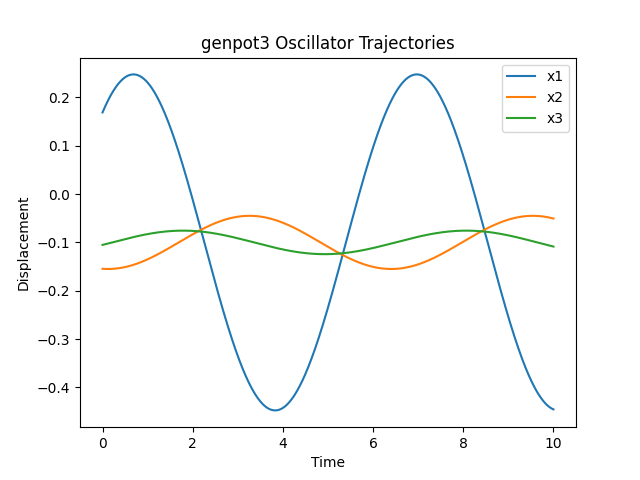 genpot3 Oscillator Trajectories
x1
x2
x3
Displacement
0.2
0.1
0.0
−0.1
−0.2
−0.3
−0.4
0
2
4
6
8
10
Time